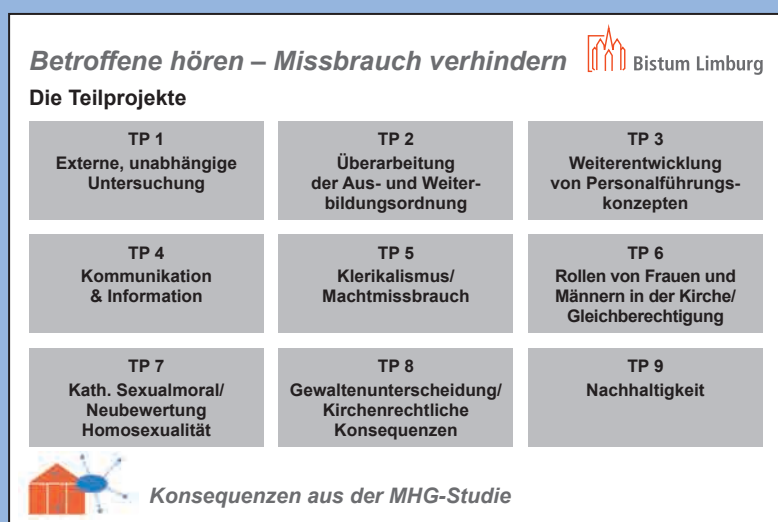 Betroffene hören – Missbrauch verhindern
Bistum Limburg
Die Teilprojekte
TP 1
Externe, unabhängige
Untersuchung
TP 2
Überarbeitung
der Aus- und Weiter-
bildungsordnung
TP 3
Weiterentwicklung
von Personalführungs-
konzepten
TP 4
Kommunikation
& Information
TP 5
Klerikalismus/
Machtmissbrauch
TP 6
Rollen von Frauen und
Männern in der Kirche/
Gleichberechtigung
TP 7
Kath. Sexualmoral/
Neubewertung
Homosexualität
TP 8
Gewaltenunterscheidung/
Kirchenrechtliche
Konsequenzen
TP 9
Nachhaltigkeit
Konsequenzen aus der MHG-Studie